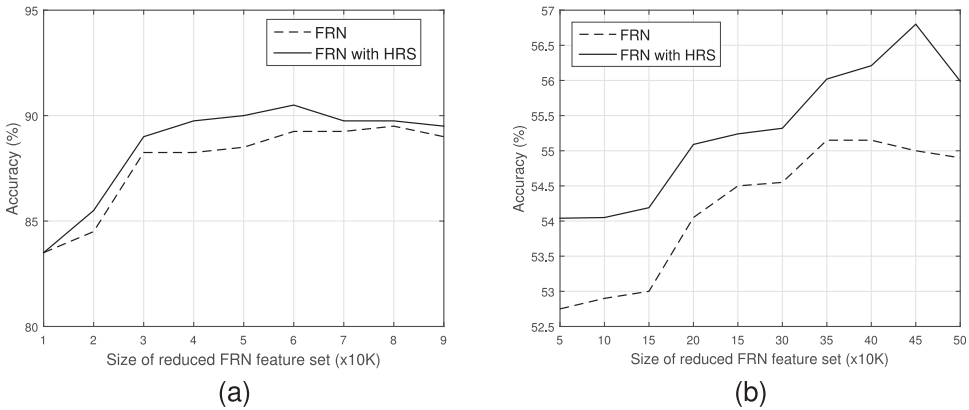 95
90
85
80
Accuracy (%)
FRN
FRN with HRS
1 2 3 4 5 6 7 8 9
Size of reduced FRN feature set (x10K)
(a)
57
56.5
56
55.5
55
54.5
54
53.5
53
52.5
Accuracy (%)
FRN
FRN with HRS
5 10 15 20 15 30 35 40 45 50
Size of reduced FRN feature set (x10K)
(b)